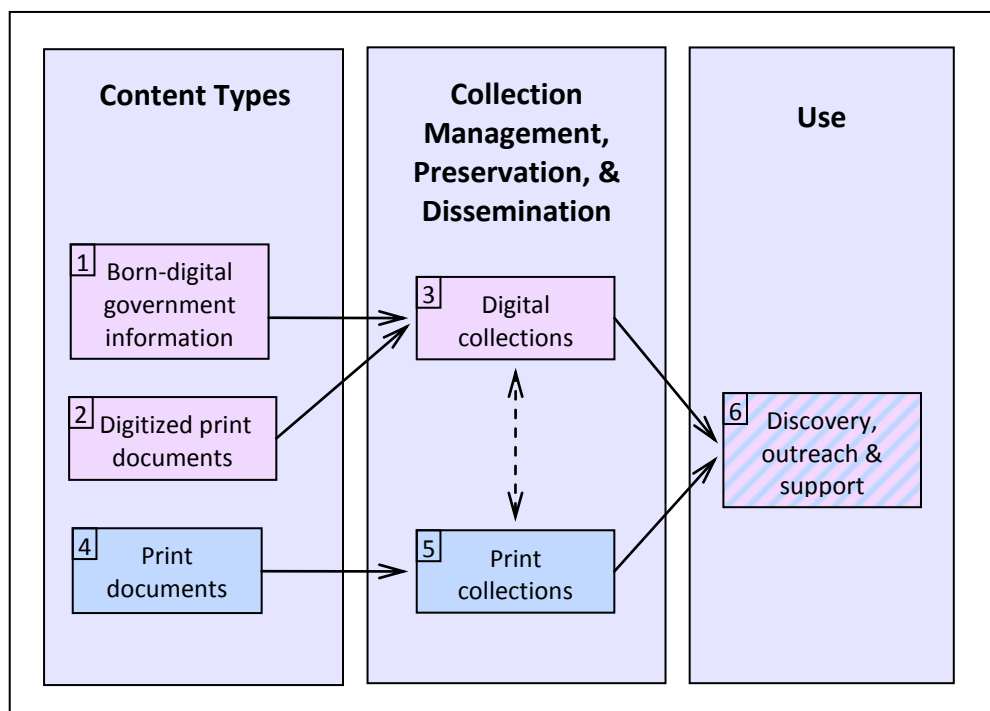 Content Types
1
Born-digital
government
information
2
Digitized print
documents
4
Print
documents
Collection
Management,
Preservation, &
Dissemination
3
Digital
collections
5
Print
collections
Use
6
Discovery,
outreach &
support